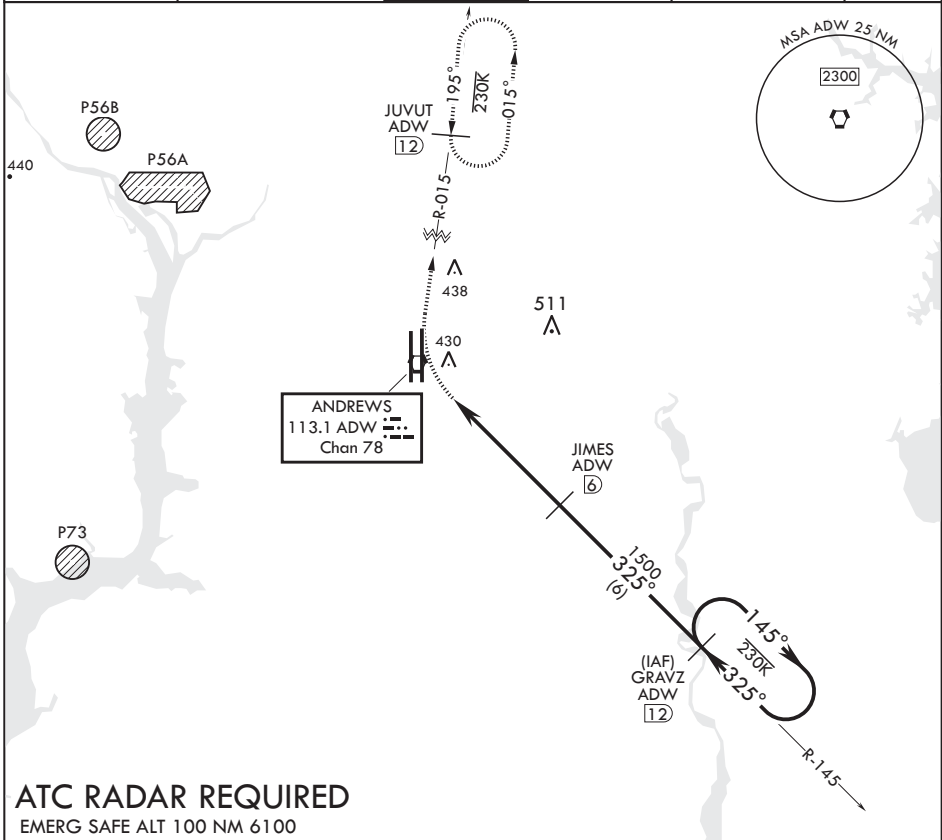 MSA ADW 25 NM
2300
P56B
P56A
440
195°
230K
015°
JUVUT
ADW
12
R-015
438
511
430
ANDREWS
113.1 ADW
Chan 78
JIMES
ADW
6
P73
1500
325°
(6)
145°
230K
325°
(IAF)
GRAVZ
ADW
12
R-145
ATC RADAR REQUIRED
EMERG SAFE ALT 100 NM 6100